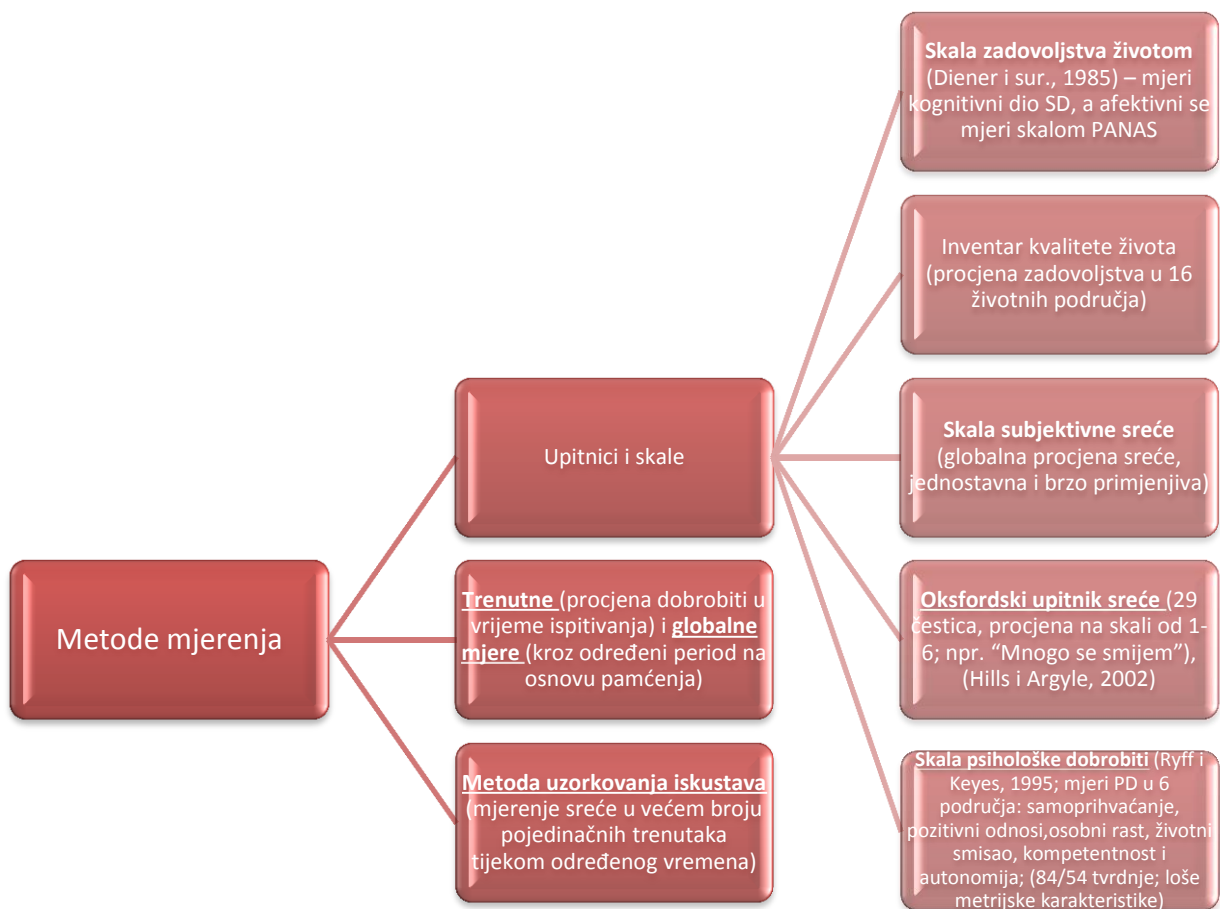 Metode mjerenja
Upitnici i skale
Trenutne (procjena dobrobiti u
vrijeme ispitivanja) i globalne
mjere (kroz određeni period na
osnovu pamćenja)
Metoda uzorkovanja iskustava
(mjerenje sreće u većem broju
pojedinačnih trenutaka
tijekom određenog vremena)
Skala zadovoljstva životom
(Diener i sur., 1985) – mjeri
kognitivni dio SD, a afektivni se
mjeri skalom PANAS
Inventar kvalitete života
(procjena zadovoljstva u 16
životnih područja)
Skala subjektivne sreće
(globalna procjena sreće,
jednostavna i brzo primjenjiva)
Oksfordski upitnik sreće (29
čestica, procjena na skali od 1-
6; npr. “Mnogo se smijem”),
(Hills i Argyle, 2002)
Skala psihološke dobrobiti (Ryff i
Keyes, 1995; mjeri PD u 6
područja: samoprihvaćanje,
pozitivni odnosi,osobni rast, životni
smisao, kompetentnost i
autonomija; (84/54 tvrdnje; loše
metrijske karakteristike)